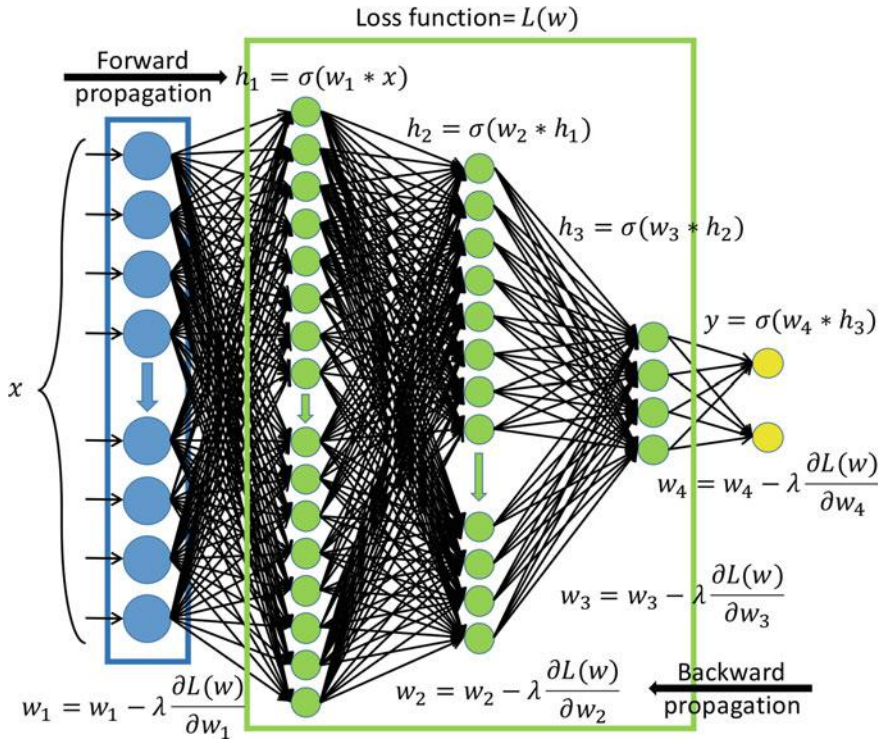 Loss function= L(w)
Forward
propagation
h₁ = σ(w₁ * x)
h₂ = σ(w₂ * h₁)
h₃ = σ(w₃ * h₂)
y = σ(w₄ * h₃)
x
w₄ = w₄ − λ ∂L(w)/∂w₄
w₃ = w₃ − λ ∂L(w)/∂w₃
w₂ = w₂ − λ ∂L(w)/∂w₂
w₁ = w₁ − λ ∂L(w)/∂w₁
Backward
propagation